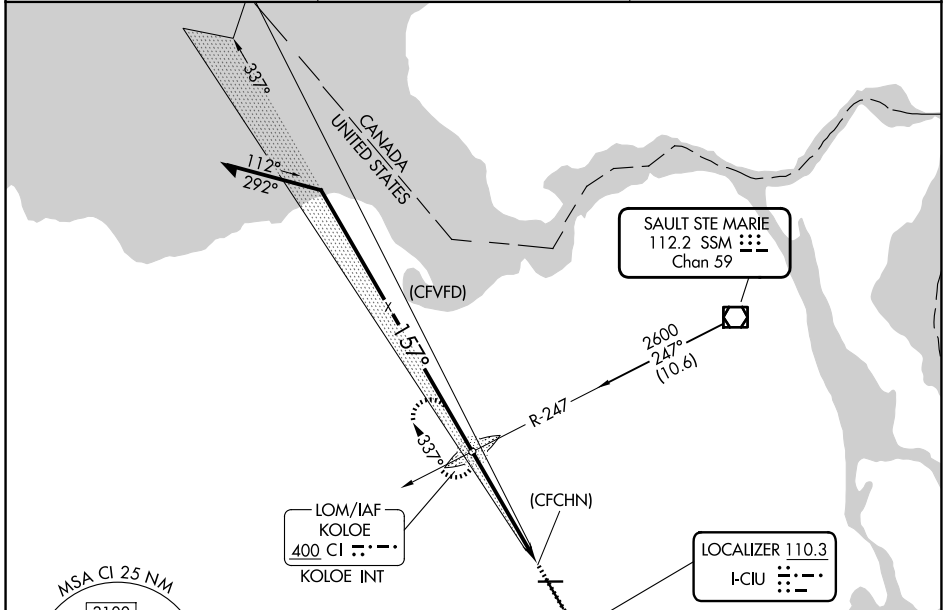 337°
CANADA
UNITED STATES
112°
292°
SAULT STE MARIE
112.2 SSM
Chan 59
(CFVFD)
157°
2600
247°
(10.6)
R-247
337°
LOM/IAF
KOLOE
400 CI
KOLOE INT
(CFCHN)
LOCALIZER 110.3
I-CIU
MSA CI 25 NM
3100